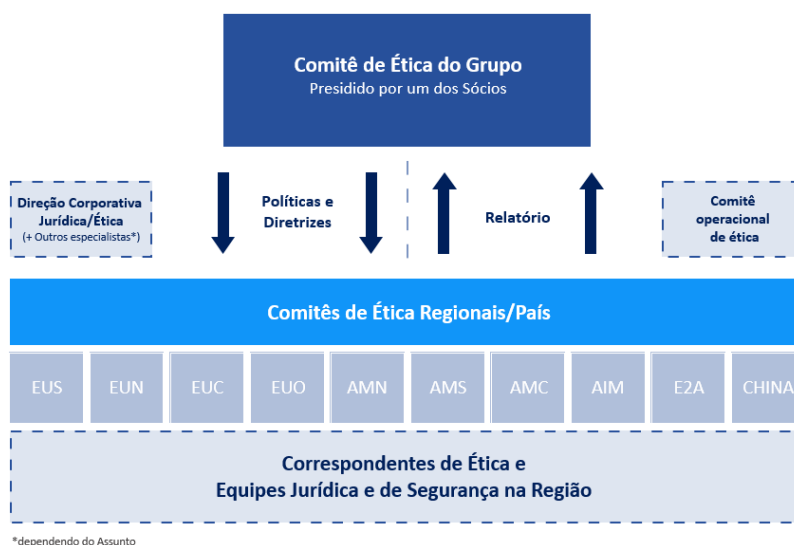 Comitê de Ética do Grupo
Presidido por um dos Sócios
Direção Corporativa
Jurídica/Ética
(+ Outros especialistas*)
Políticas e
Diretrizes
Relatório
Comitê
operacional
de ética
Comitês de Ética Regionais/País
EUS
EUN
EUC
EUO
AMN
AMS
AMC
AIM
E2A
CHINA
Correspondentes de Ética e
Equipes Jurídica e de Segurança na Região
*dependendo do Assunto